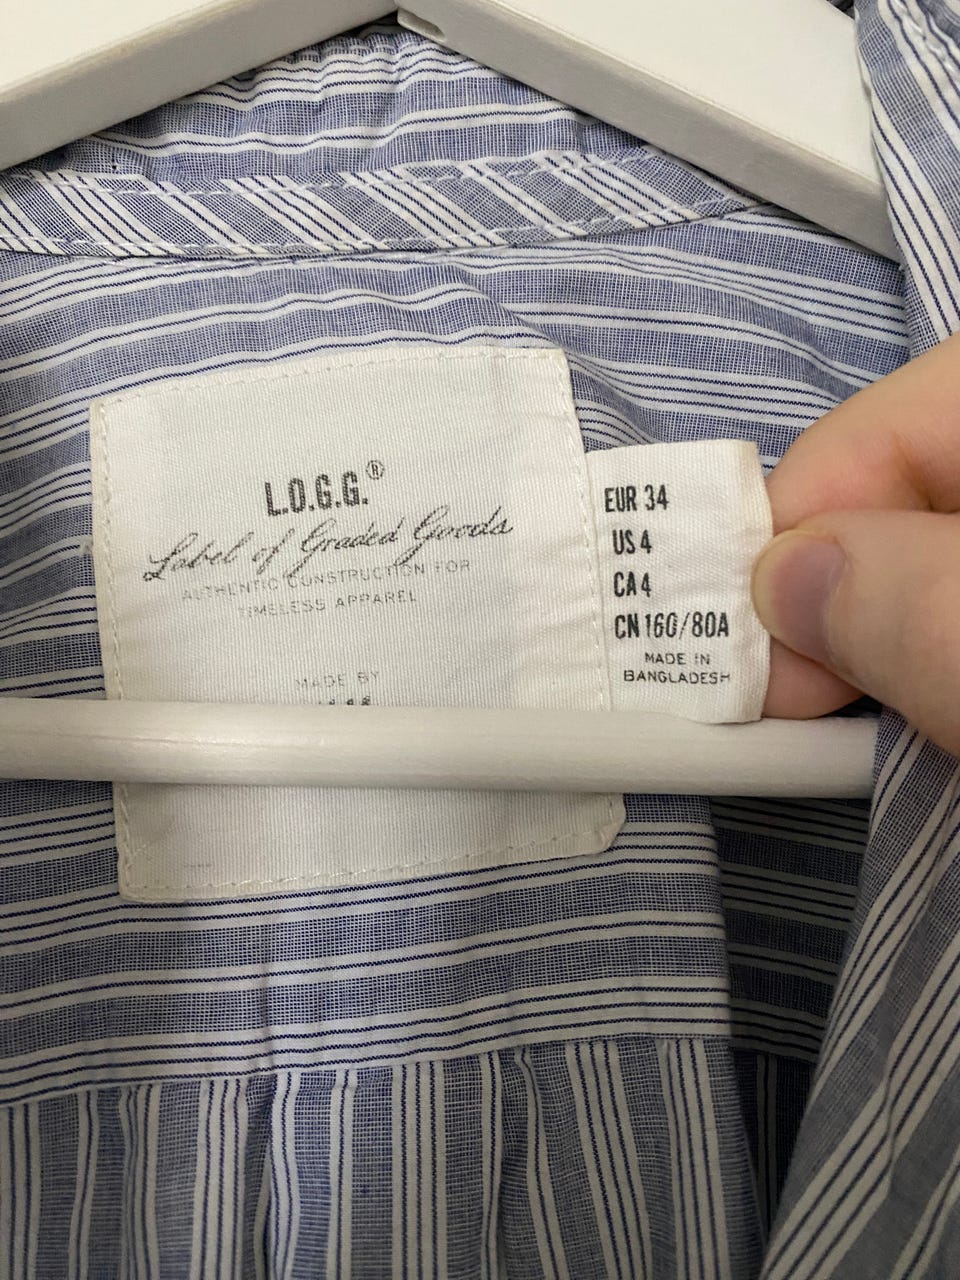 L.O.G.G.®
Label of Graded Goods
AUTHENTIC CONSTRUCTION FOR
TIMELESS APPAREL
MADE BY
EUR 34
US 4
CA 4
CN 160/80A
MADE IN
BANGLADESH